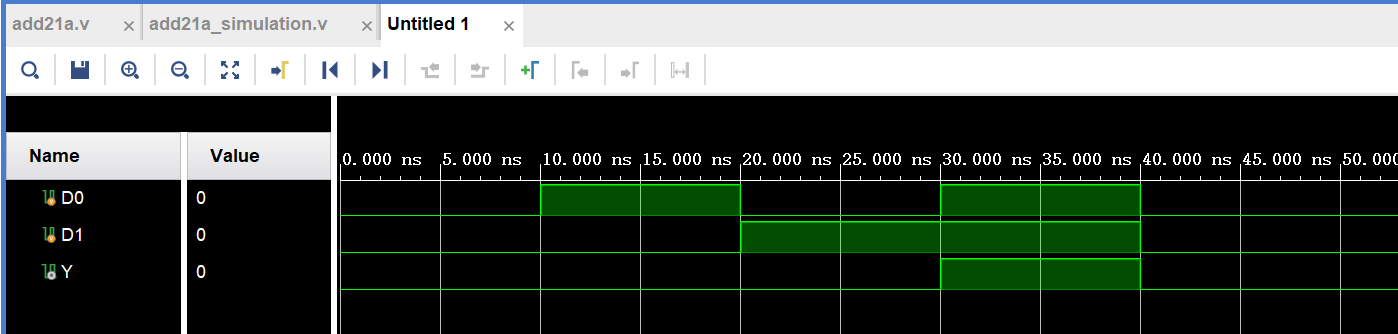 add21a.v × add21a_simulation.v × Untitled 1 ×
Name Value
0.000 ns 5.000 ns 10.000 ns 15.000 ns 20.000 ns 25.000 ns 30.000 ns 35.000 ns 40.000 ns 45.000 ns 50.000
D0 0
D1 0
Y 0